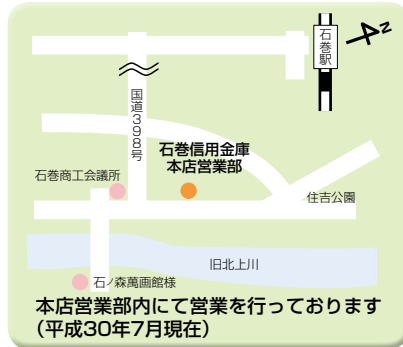 石巻駅
N
国道398号
石巻信用金庫
本店営業部
石巻商工会議所
住吉公園
旧北上川
石ノ森萬画館様
本店営業部内にて営業を行っております
（平成30年7月現在）